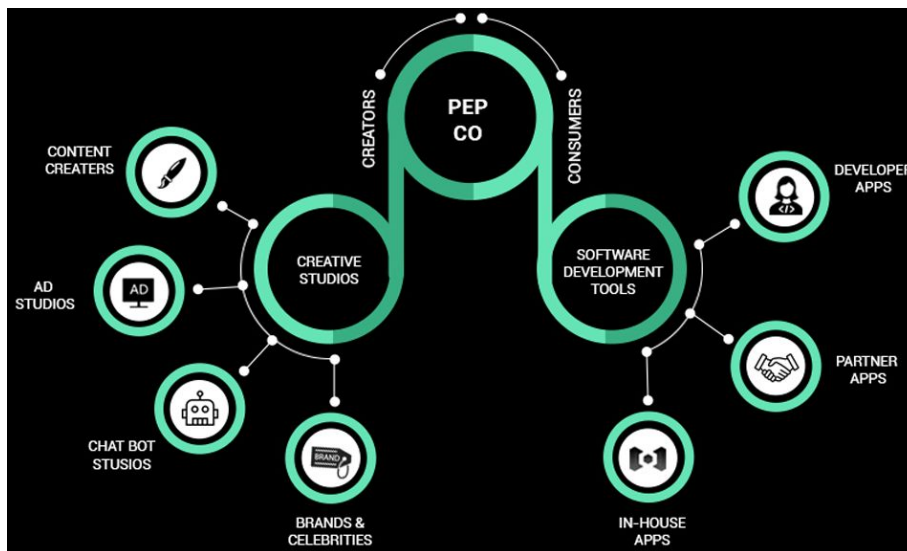 PEP
CO
CREATORS
CONSUMERS
CONTENT
CREATERS
AD
STUDIOS
AD
CHAT BOT
STUSIOS
BRAND
BRANDS &
CELEBRITIES
CREATIVE
STUDIOS
SOFTWARE
DEVELOPMENT
TOOLS
DEVELOPER
APPS
PARTNER
APPS
IN-HOUSE
APPS